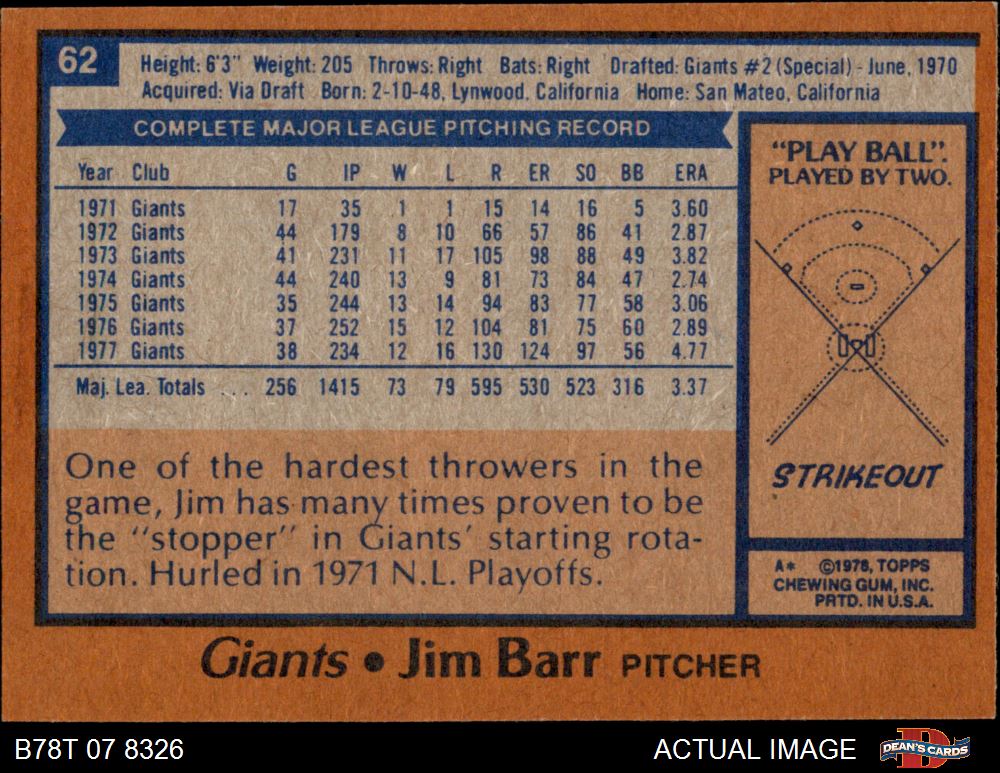 62
Height: 6'3" Weight: 205 Throws: Right Bats: Right Drafted: Giants #2 (Special) - June, 1970
Acquired: Via Draft Born: 2-10-48, Lynwood, California Home: San Mateo, California
COMPLETE MAJOR LEAGUE PITCHING RECORD
Year Club G IP W L R ER SO BB ERA
1971 Giants 17 35 1 1 15 14 16 5 3.60
1972 Giants 44 179 8 10 66 57 86 41 2.87
1973 Giants 41 231 11 17 105 98 88 49 3.82
1974 Giants 44 240 13 9 81 73 84 47 2.74
1975 Giants 35 244 13 14 94 83 77 58 3.06
1976 Giants 37 252 15 12 104 81 75 60 2.89
1977 Giants 38 234 12 16 130 124 97 56 4.77
Maj. Lea. Totals ... 256 1415 73 79 595 530 523 316 3.37
One of the hardest throwers in the
game, Jim has many times proven to be
the "stopper" in Giants' starting rota-
tion. Hurled in 1971 N.L. Playoffs.
"PLAY BALL".
PLAYED BY TWO.
STRIKEOUT
A* ©1978, TOPPS
CHEWING GUM, INC.
PRTD. IN U.S.A.
Giants • Jim Barr PITCHER
B78T 07 8326
ACTUAL IMAGE
DEAN'S CARDS